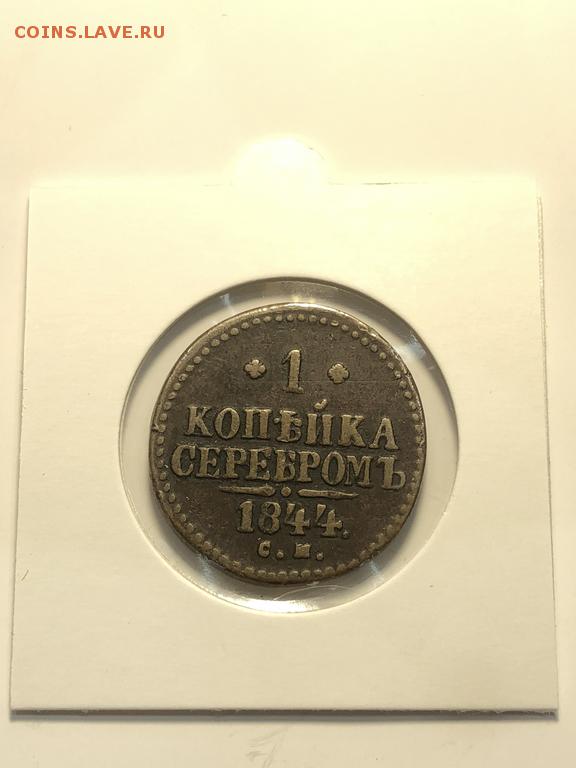 COINS.LAVE.RU
1
КОПѢЙКА
СЕРЕБРОМЪ
1844.
С. М.